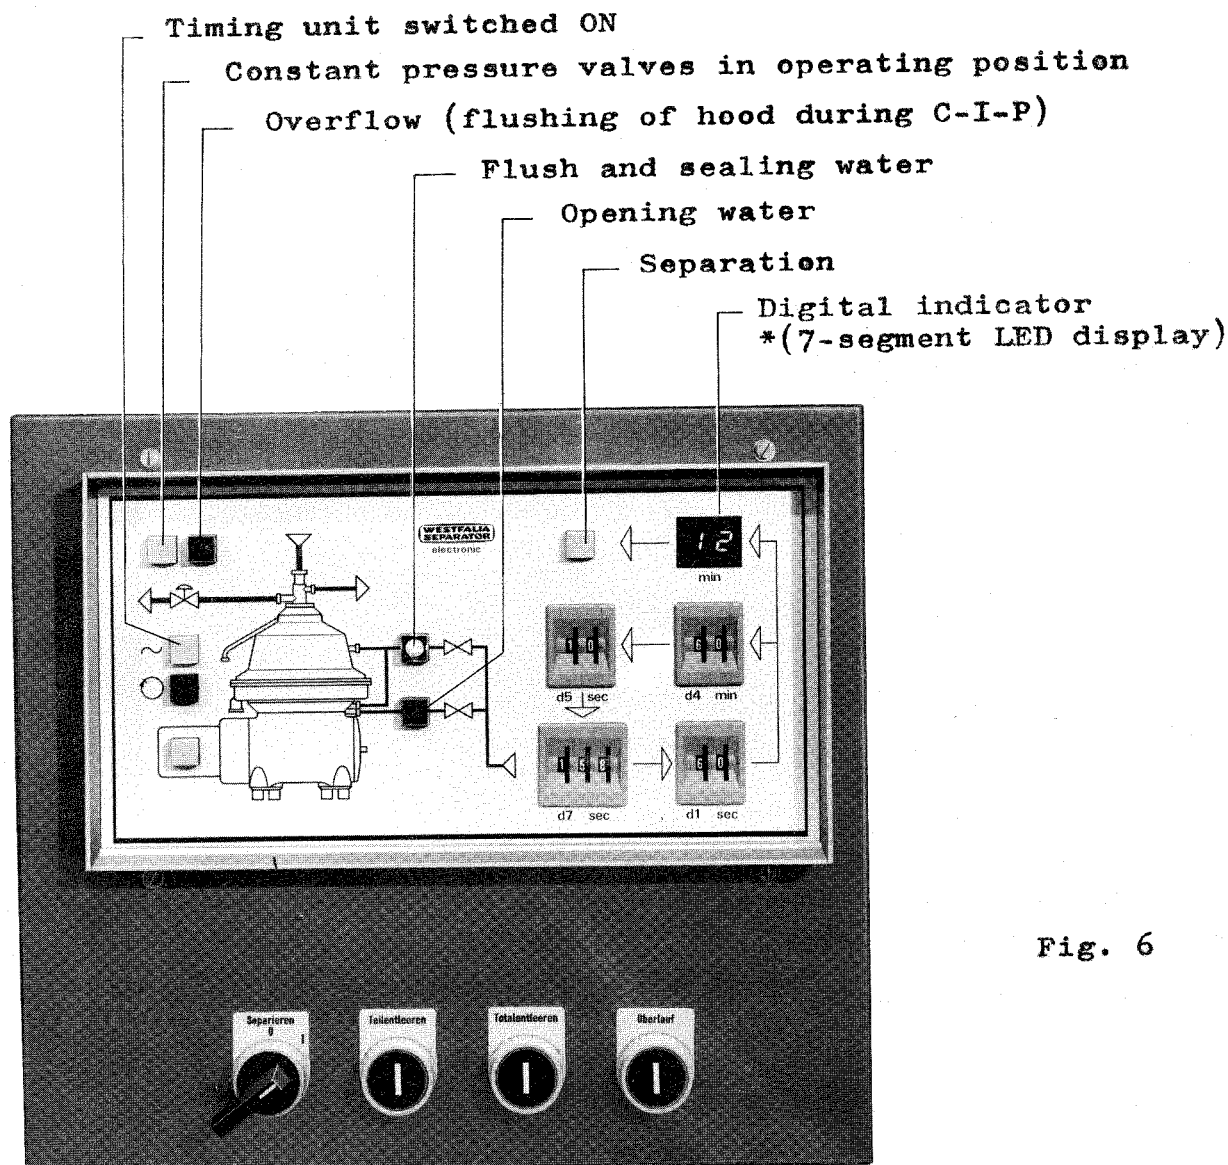 Timing unit switched ON
Constant pressure valves in operating position
Overflow (flushing of hood during C-I-P)
Flush and sealing water
Opening water
Separation
Digital indicator
*(7-segment LED display)
WESTFALIA
SEPARATOR
electronic
12
min
d5 sec
d4 min
d7 sec
d1 sec
60
Fig. 6
Separieren
0 I
Teilentleeren
Totalentleeren
Überlauf